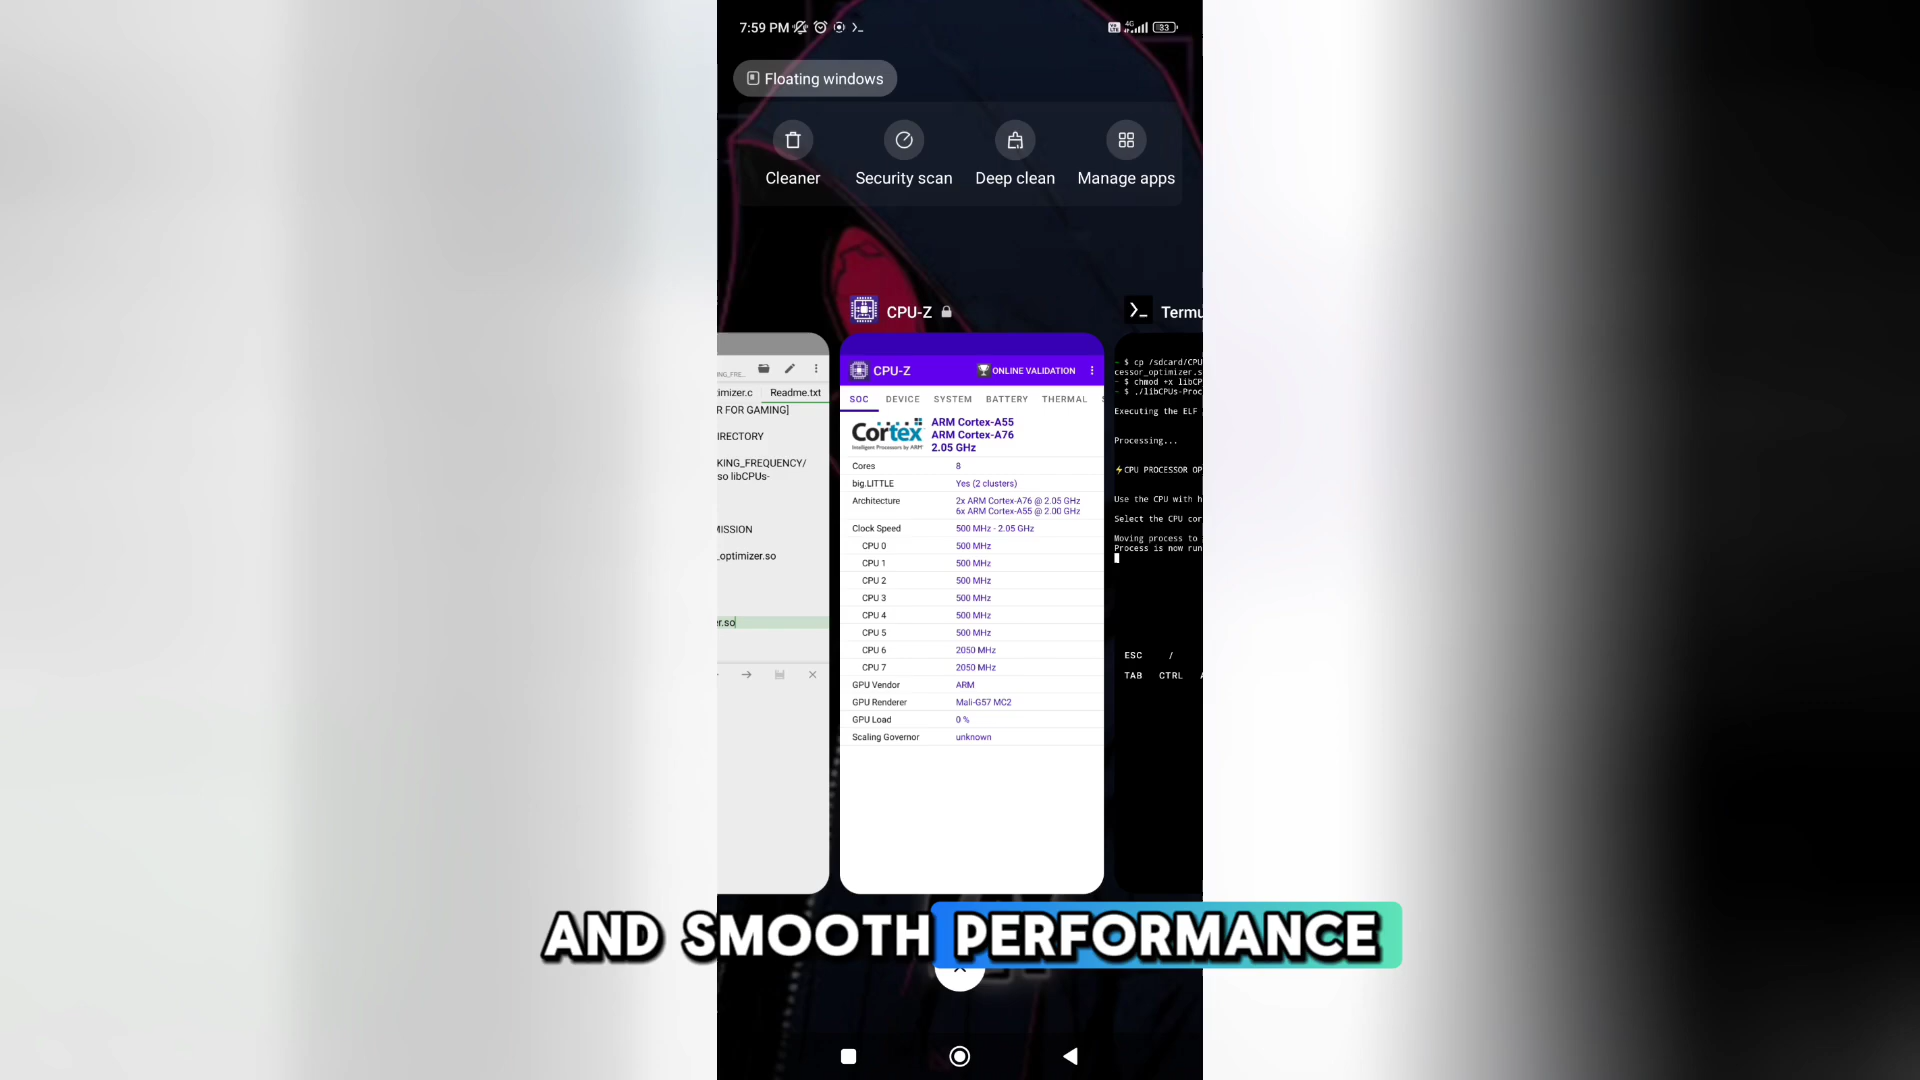 7:59 PM
4G
33
Floating windows
Cleaner
Security scan
Deep clean
Manage apps
CPU-Z
imizer.c Readme.txt
R FOR GAMING]
IRECTORY
KING_FREQUENCY/
so libCPUs-
MISSION
_optimizer.so
er.so
CPU-Z
ONLINE VALIDATION
SOC DEVICE SYSTEM BATTERY THERMAL
Cortex
Intelligent Processors by ARM
ARM Cortex-A55
ARM Cortex-A76
2.05 GHz
Cores 8
big.LITTLE Yes (2 clusters)
Architecture 2x ARM Cortex-A76 @ 2.05 GHz
6x ARM Cortex-A55 @ 2.00 GHz
Clock Speed 500 MHz - 2.05 GHz
CPU 0 500 MHz
CPU 1 500 MHz
CPU 2 500 MHz
CPU 3 500 MHz
CPU 4 500 MHz
CPU 5 500 MHz
CPU 6 2050 MHz
CPU 7 2050 MHz
GPU Vendor ARM
GPU Renderer Mali-G57 MC2
GPU Load 0 %
Scaling Governor unknown
Termu
~ $ cp /sdcard/CPU
cessor_optimizer.s
~ $ chmod +x libCP
~ $ ./libCPUs-Proc
Executing the ELF
Processing...
⚡CPU PROCESSOR OP
Use the CPU with h
Select the CPU cor
Moving process to
Process is now run
ESC /
TAB CTRL
AND SMOOTH PERFORMANCE